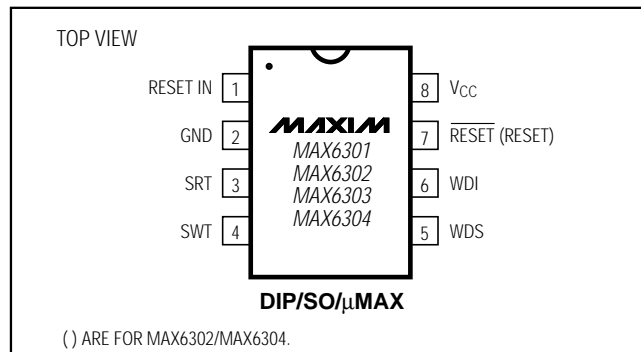 TOP VIEW
RESET IN 1
GND 2
SRT 3
SWT 4
MAXIM
MAX6301
MAX6302
MAX6303
MAX6304
8 VCC
7 RESET (RESET)
6 WDI
5 WDS
DIP/SO/μMAX
( ) ARE FOR MAX6302/MAX6304.